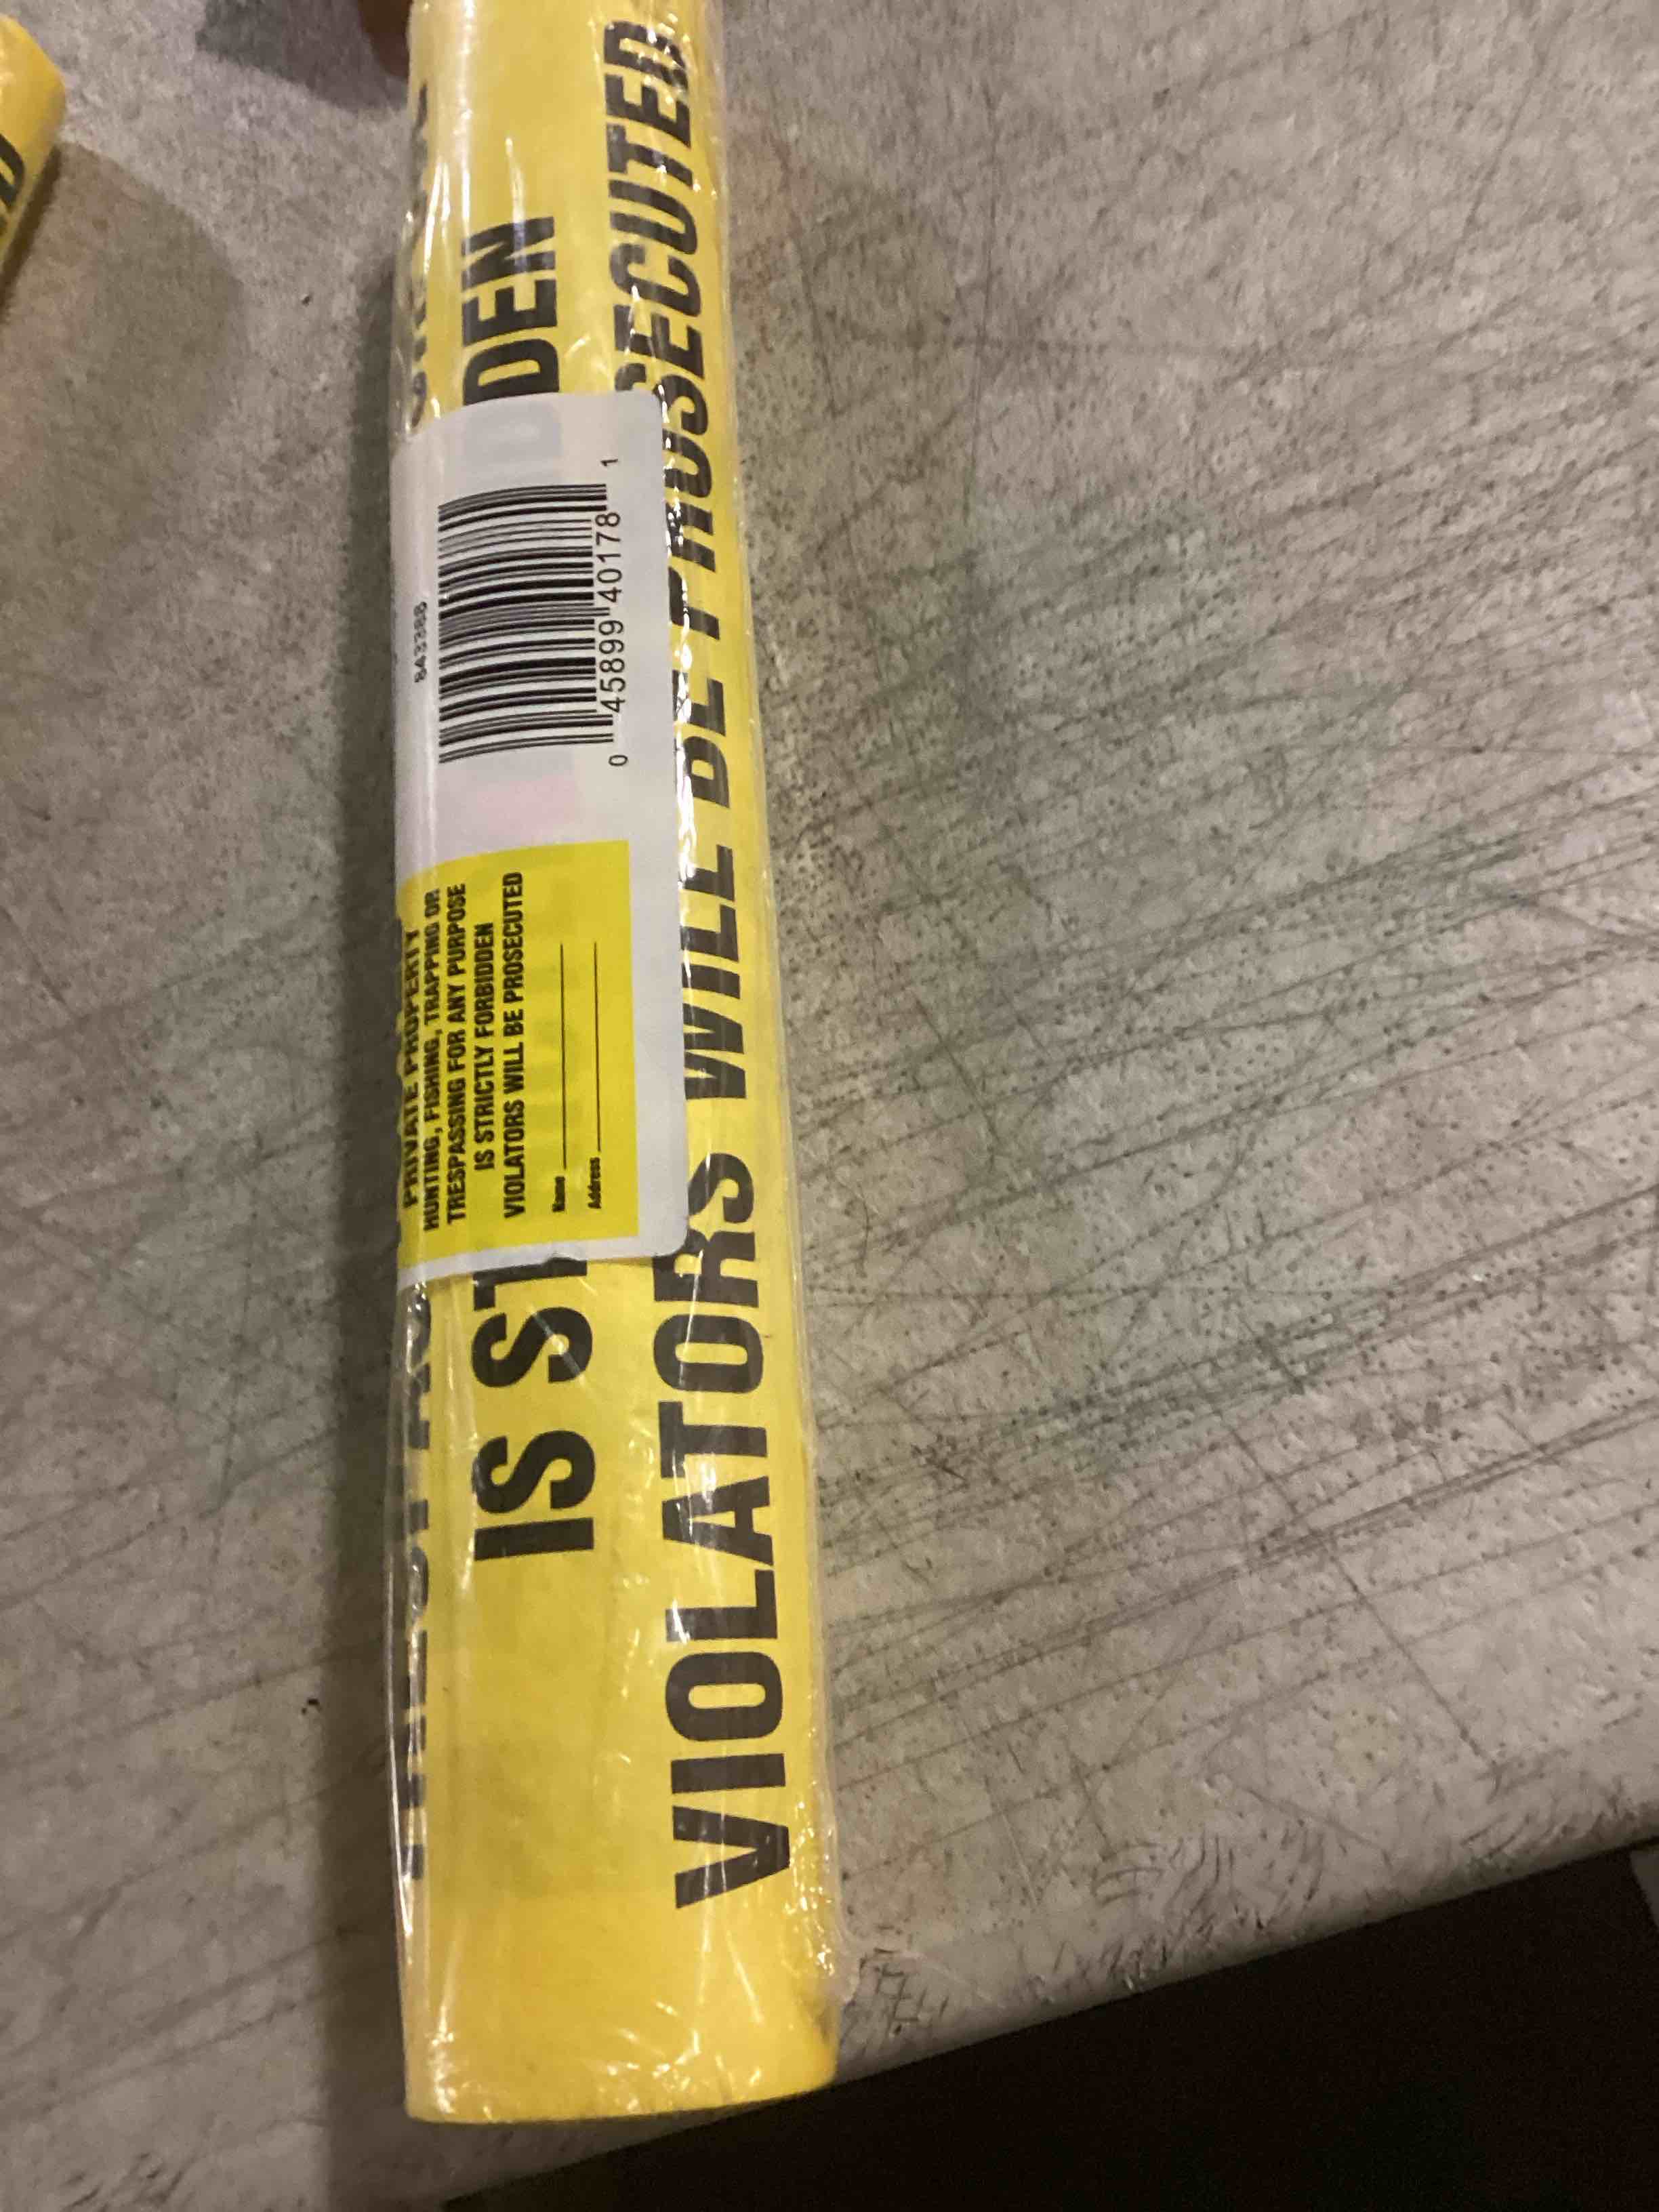 PRIVATE PROPERTY
HUNTING, FISHING, TRAPPING OR
TRESPASSING FOR ANY PURPOSE
IS STRICTLY FORBIDDEN
VIOLATORS WILL BE PROSECUTED
Name
Address
843388
0 45899 40178 1
IS ST DEN
VIOLATORS WILL BE PROSECUTED